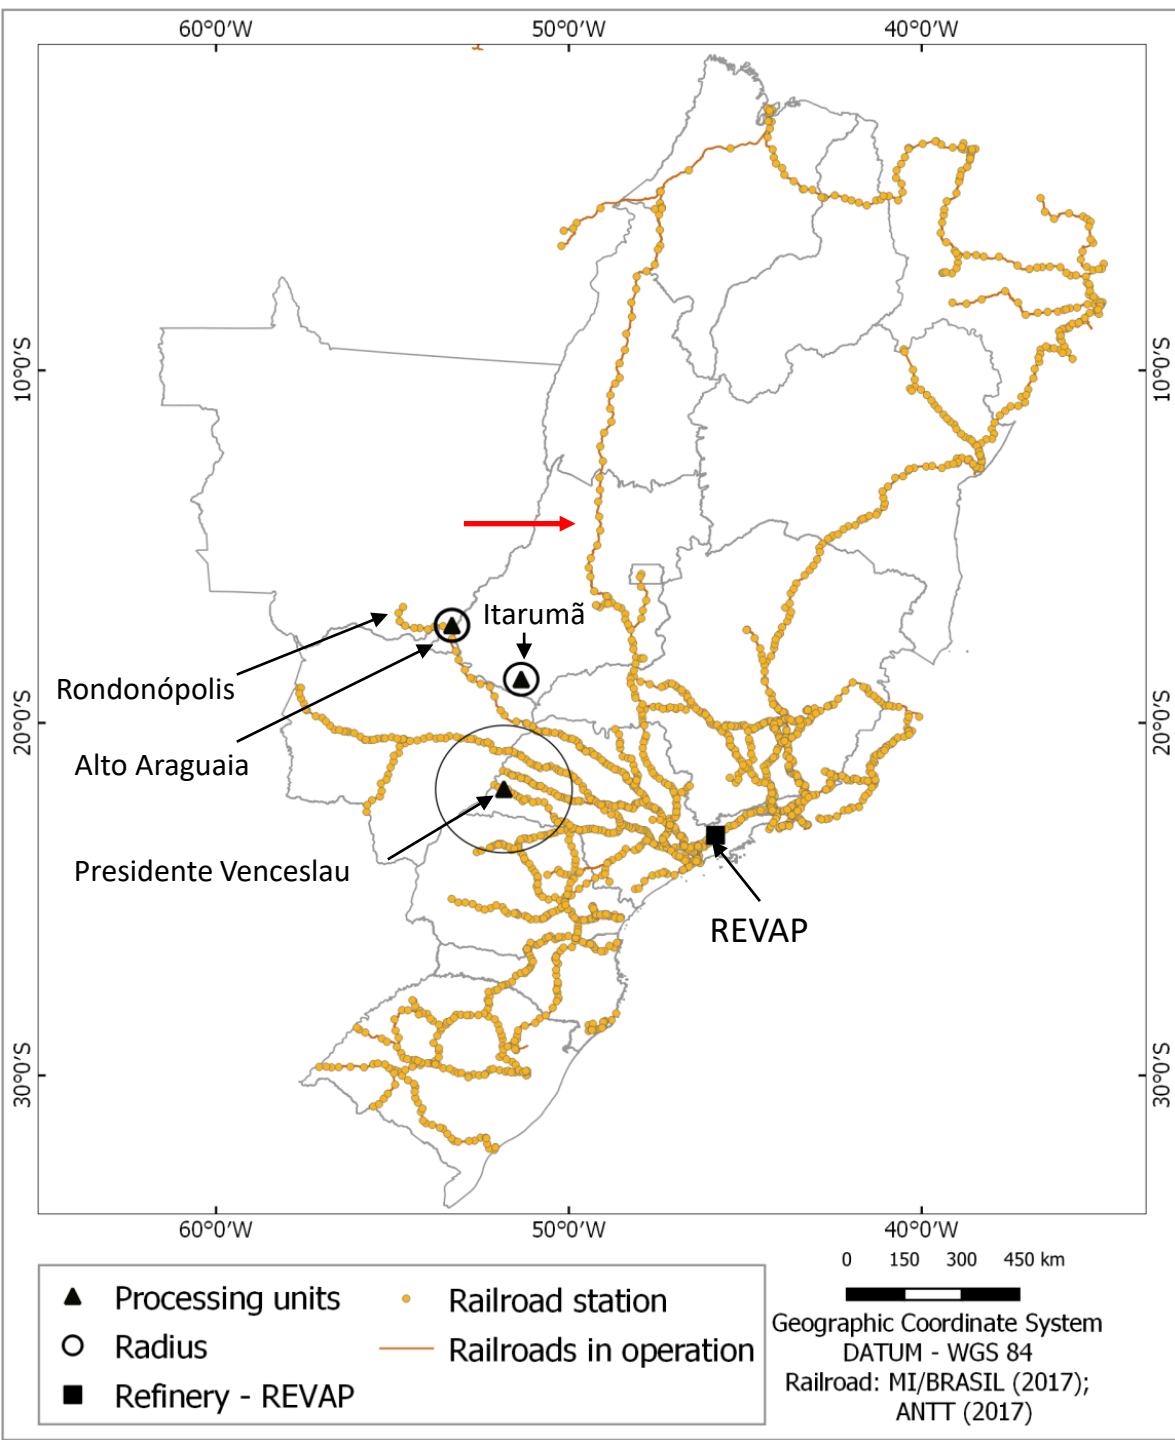 60°0′W 50°0′W 40°0′W
10°0′S 10°0′S
Itarumã
Rondonópolis
20°0′S 20°0′S
Alto Araguaia
Presidente Venceslau
REVAP
30°0′S 30°0′S
60°0′W 50°0′W 40°0′W
0 150 300 450 km
Processing units
Railroad station
Radius
Railroads in operation
Refinery - REVAP
Geographic Coordinate System
DATUM - WGS 84
Railroad: MI/BRASIL (2017);
ANTT (2017)